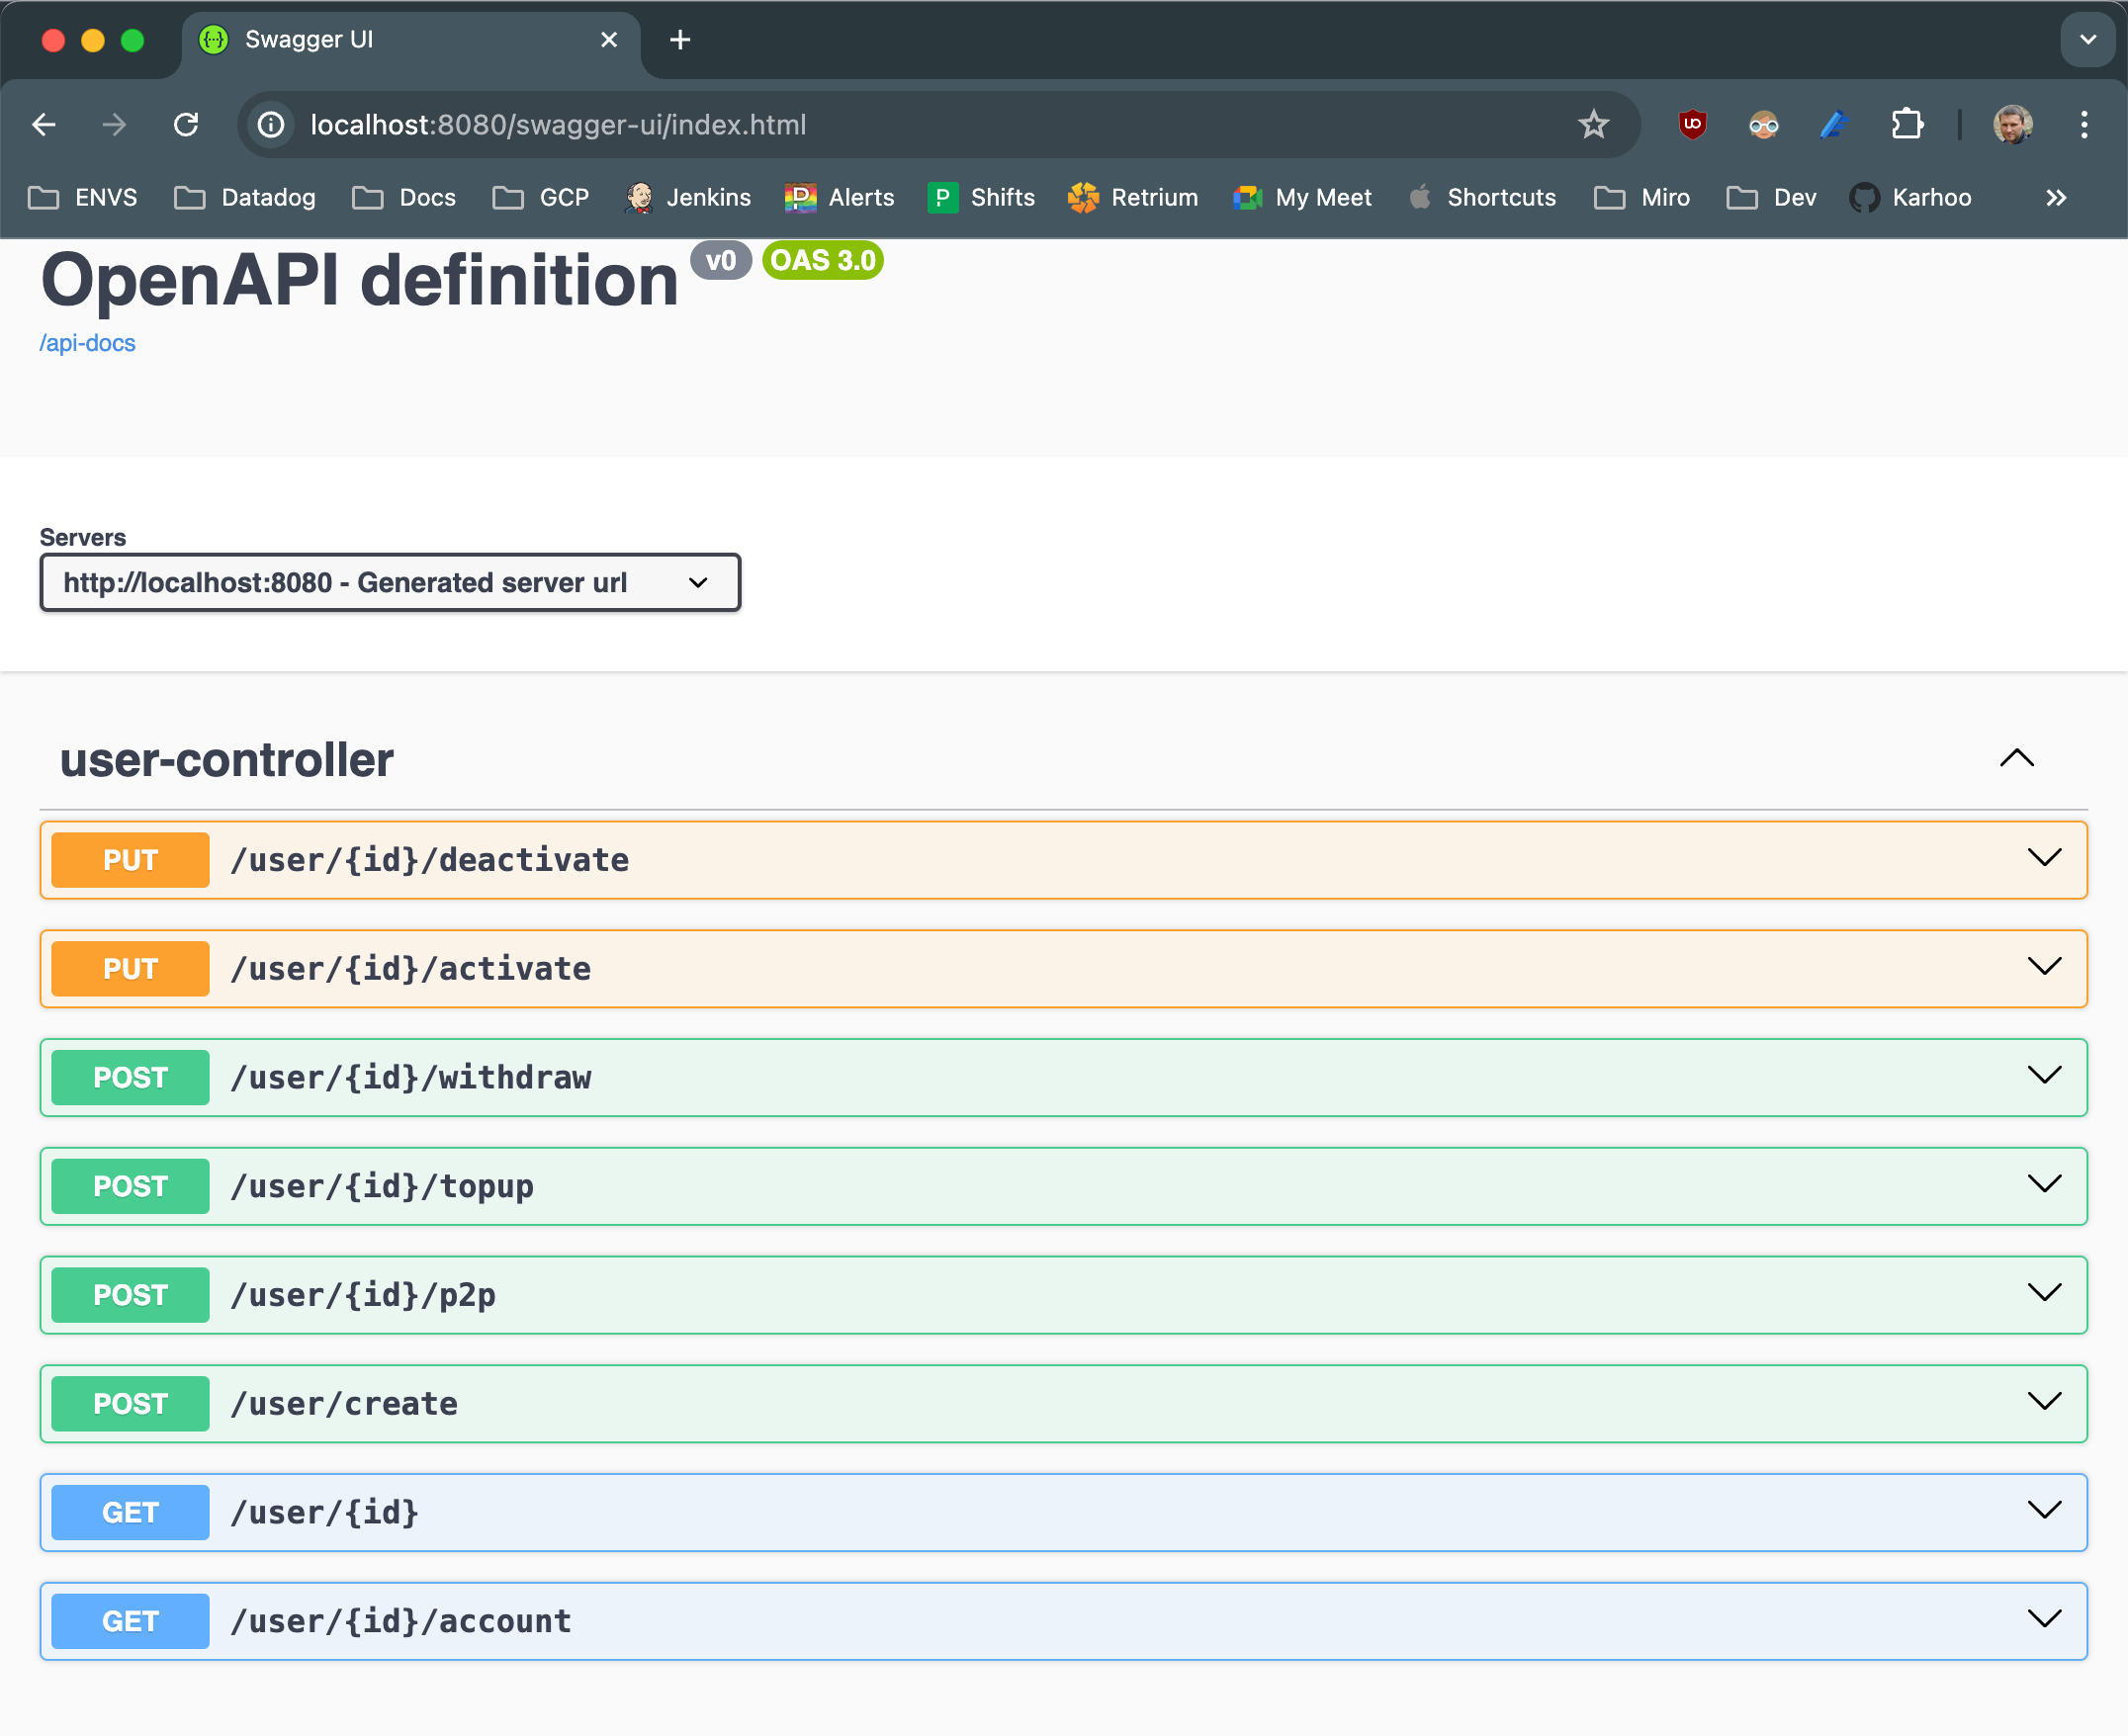 Swagger UI
localhost:8080/swagger-ui/index.html
ENVS Datadog Docs GCP Jenkins Alerts Shifts Retrium My Meet Shortcuts Miro Dev Karhoo
OpenAPI definition v0 OAS 3.0
/api-docs
Servers
http://localhost:8080 - Generated server url
user-controller
PUT /user/{id}/deactivate
PUT /user/{id}/activate
POST /user/{id}/withdraw
POST /user/{id}/topup
POST /user/{id}/p2p
POST /user/create
GET /user/{id}
GET /user/{id}/account